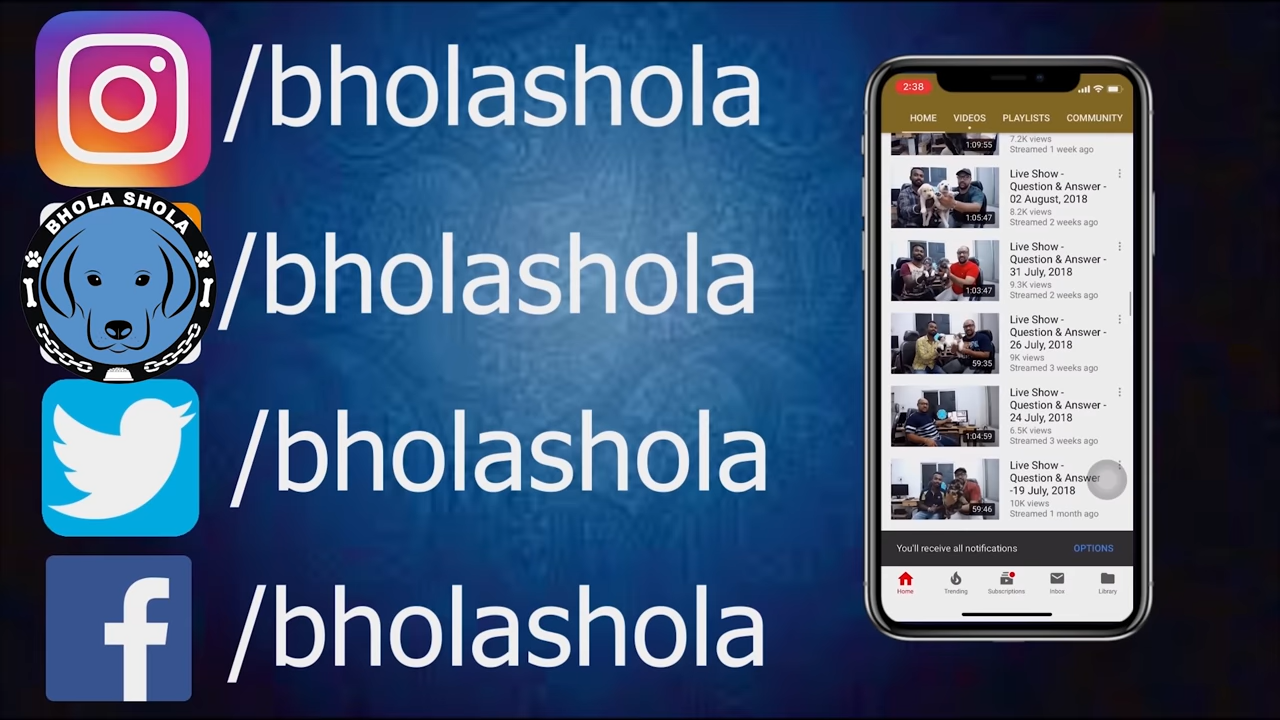 /bholashola
BHOLA SHOLA
/bholashola
/bholashola
/bholashola
2:38
HOME VIDEOS PLAYLISTS COMMUNITY
1:09:55
7.2K views
Streamed 1 week ago
1:05:47
Live Show -
Question & Answer -
02 August, 2018
8.2K views
Streamed 2 weeks ago
1:03:47
Live Show -
Question & Answer -
31 July, 2018
9.3K views
Streamed 2 weeks ago
59:35
Live Show -
Question & Answer -
26 July, 2018
9K views
Streamed 3 weeks ago
1:04:59
Live Show -
Question & Answer -
24 July, 2018
6.5K views
Streamed 3 weeks ago
59:46
Live Show -
Question & Answer
-19 July, 2018
10K views
Streamed 1 month ago
You'll receive all notifications OPTIONS
Home Trending Subscriptions Inbox Library